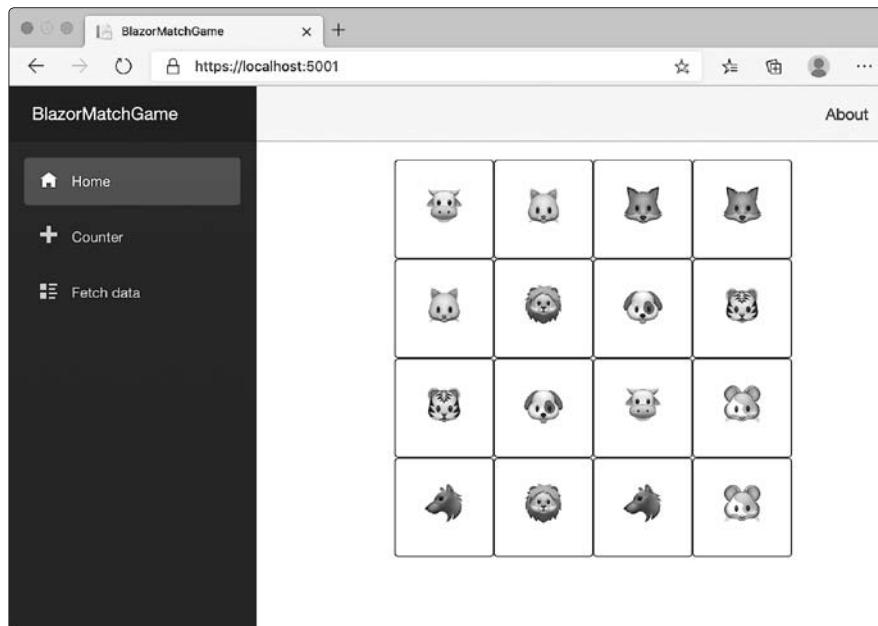 BlazorMatchGame
https://localhost:5001
BlazorMatchGame
About
Home
Counter
Fetch data